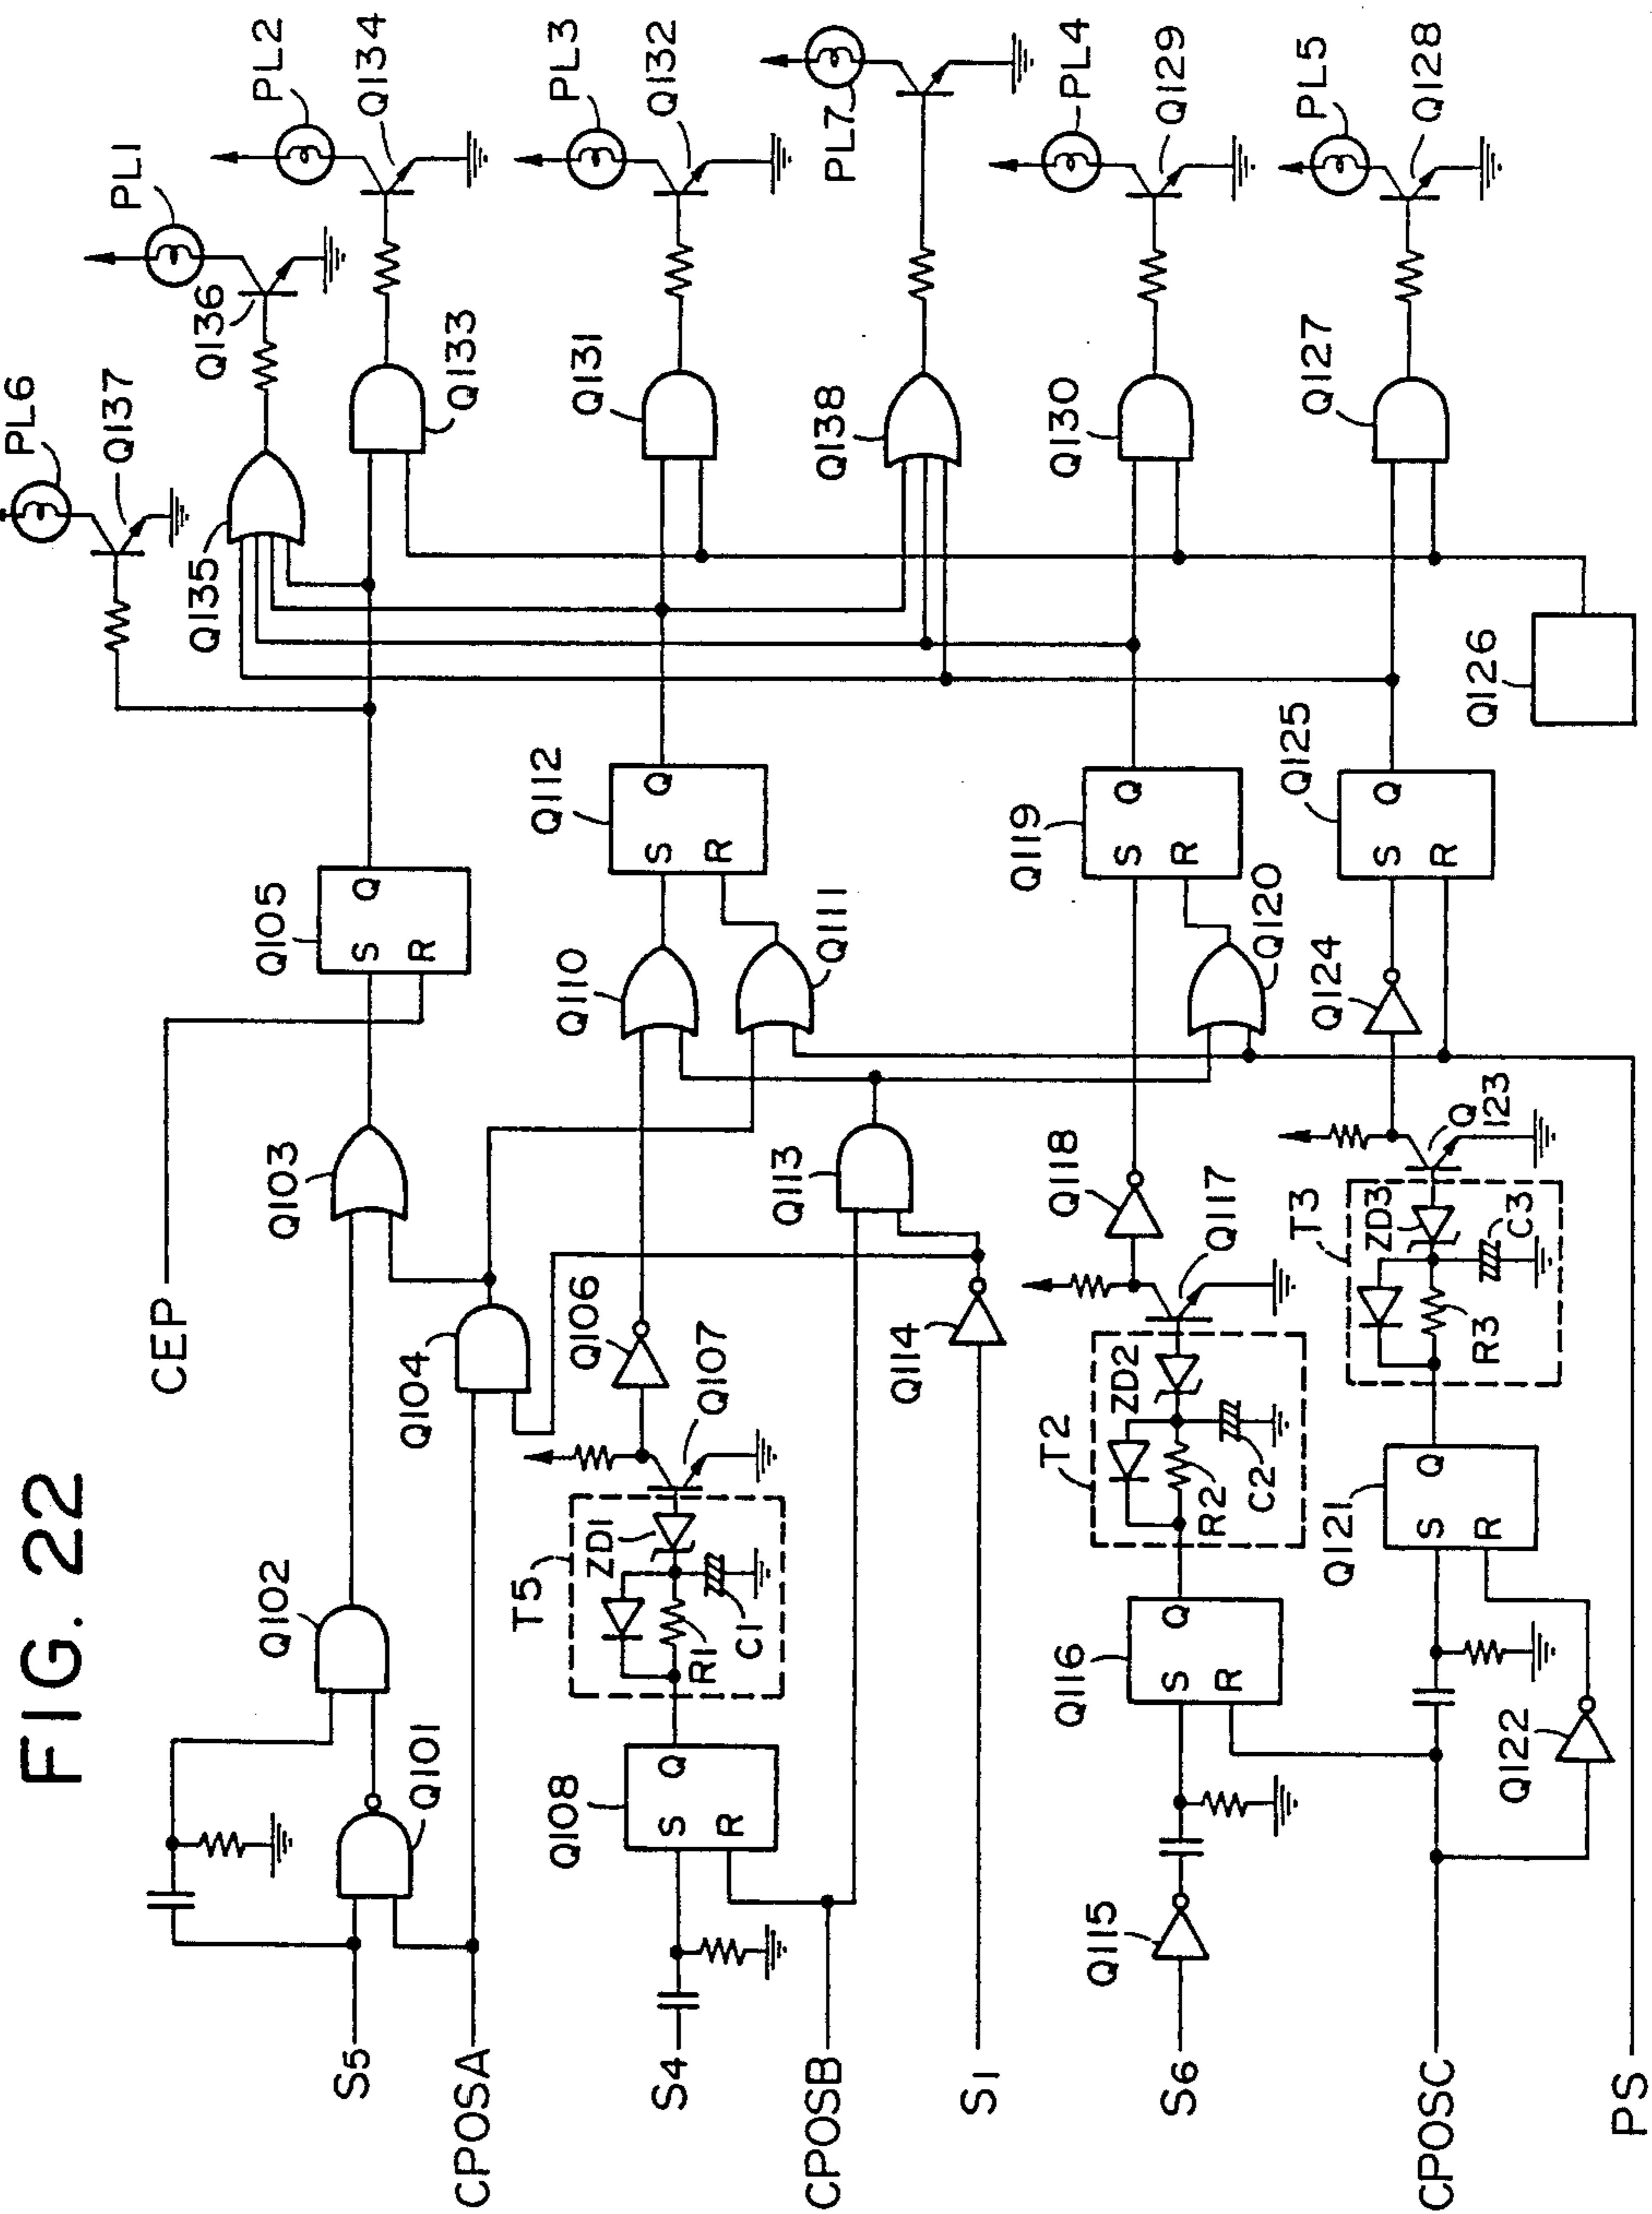 FIG. 22
PL6
Q137
PL1
Q136
PL2
Q134
Q135
Q133
CEP
Q105
S
R
Q
Q103
Q102
Q101
S5
CPOSA
Q104
PL3
Q132
Q131
Q112
S
R
Q
Q110
Q111
Q106
Q107
T5
ZD1
R1
C1
Q108
S
R
Q
S4
CPOSB
PL7
Q138
Q113
Q114
S1
PL4
Q129
Q130
Q119
S
R
Q
Q120
Q118
Q117
T2
ZD2
R2
C2
Q116
S
R
Q
Q115
S6
PL5
Q128
Q127
Q126
Q125
S
R
Q
Q124
Q
123
T3
ZD3
C3
R3
Q121
S
R
Q
Q122
CPOSC
PS